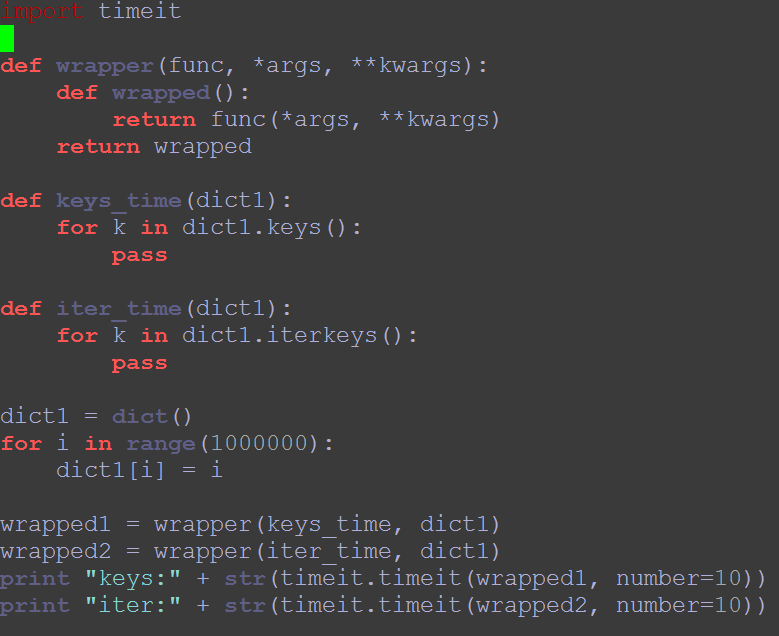 import timeit
def wrapper(func, *args, **kwargs):
    def wrapped():
        return func(*args, **kwargs)
    return wrapped
def keys_time(dict1):
    for k in dict1.keys():
        pass
def iter_time(dict1):
    for k in dict1.iterkeys():
        pass
dict1 = dict()
for i in range(1000000):
    dict1[i] = i
wrapped1 = wrapper(keys_time, dict1)
wrapped2 = wrapper(iter_time, dict1)
print "keys:" + str(timeit.timeit(wrapped1, number=10))
print "iter:" + str(timeit.timeit(wrapped2, number=10))